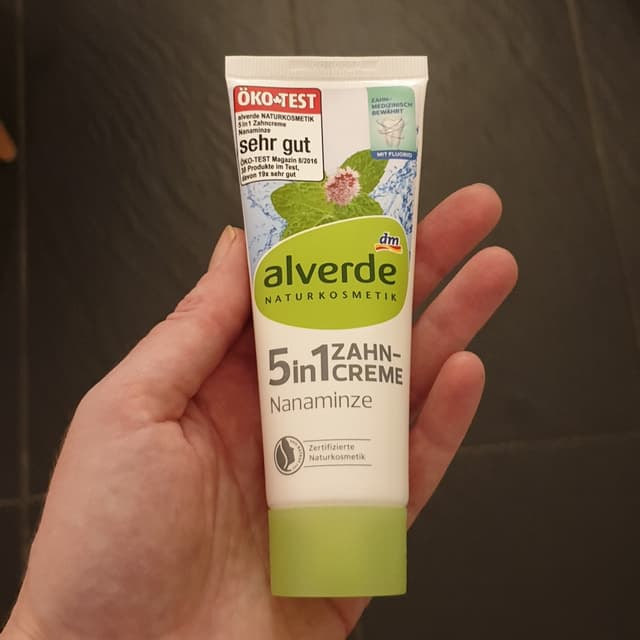 ÖKO-TEST
alverde NATURKOSMETIK
5in1 Zahncreme
Nanaminze
sehr gut
ÖKO-TEST Magazin 8/2016
38 Produkte im Test,
davon 19x sehr gut
ZAHN-
MEDIZINISCH
BEWÄHRT
MIT FLUORID
dm
alverde
NATURKOSMETIK
5in1 ZAHN-
CREME
Nanaminze
Zertifizierte
Naturkosmetik